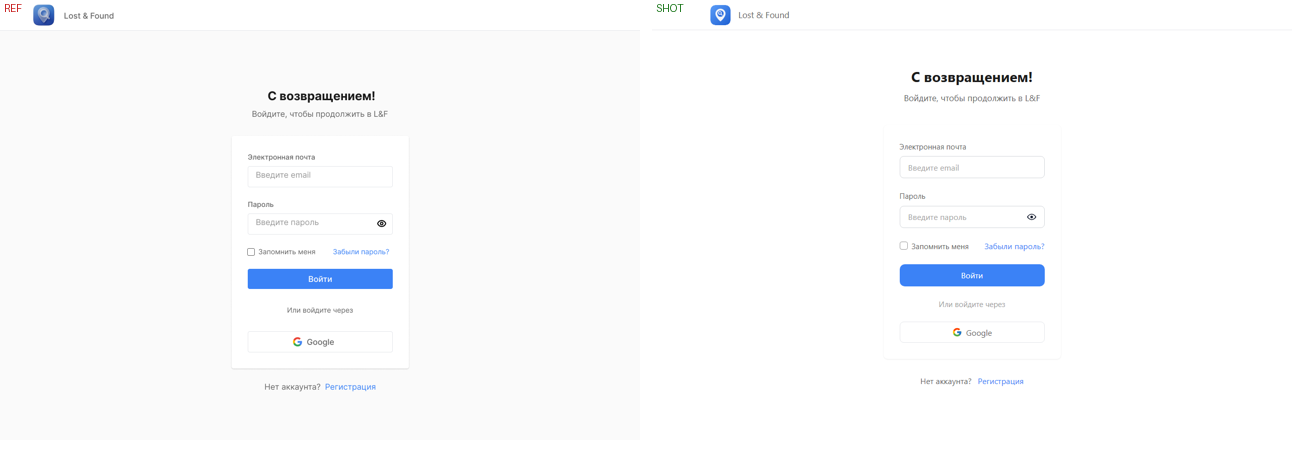 REF
Lost & Found
С возвращением!
Войдите, чтобы продолжить в L&F
Электронная почта
Введите email
Пароль
Введите пароль
Запомнить меня Забыли пароль?
Войти
Или войдите через
Google
Нет аккаунта? Регистрация
SHOT
Lost & Found
С возвращением!
Войдите, чтобы продолжить в L&F
Электронная почта
Введите email
Пароль
Введите пароль
Запомнить меня Забыли пароль?
Войти
Или войдите через
Google
Нет аккаунта? Регистрация